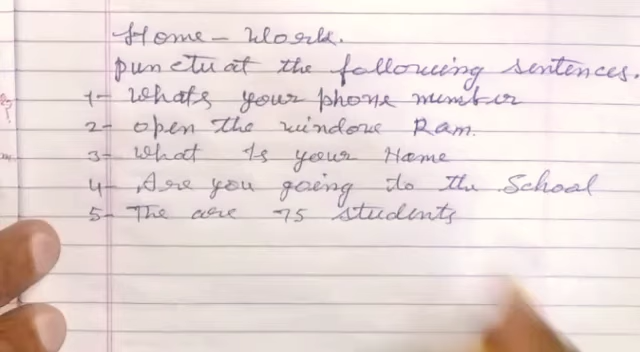 Home - Work.
Punctuat the following sentences.
1- Whats your phone number
2- open the window Ram.
3- What Is your Home
4- Are you going to the School
5- The are 75 students